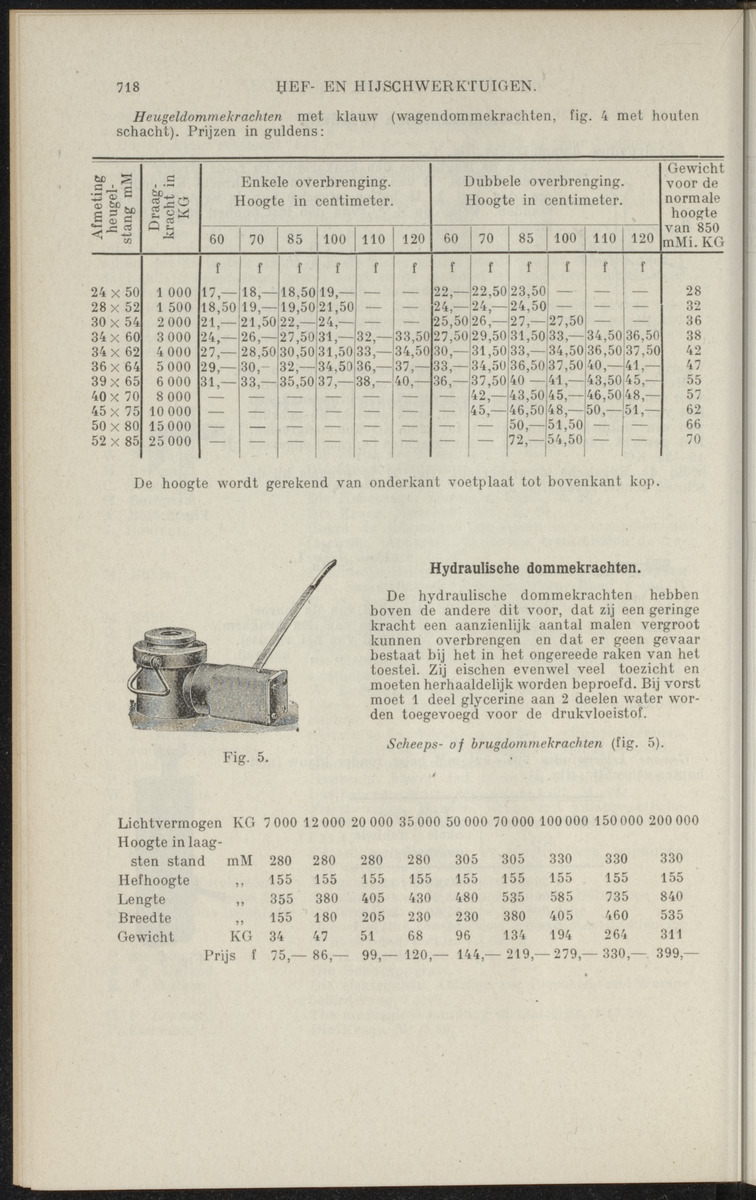 718 HEF- EN HIJSCHWERKTUIGEN.
Heugeldommekrachten met klauw (wagendommekrachten, fig. 4 met houten
schacht). Prijzen in guldens:
Afmeting heugel- stang mM | Draag- kracht in KG | Enkele overbrenging. Hoogte in centimeter. | Dubbele overbrenging. Hoogte in centimeter. | Gewicht voor de normale hoogte van 850 mMi. KG
60 | 70 | 85 | 100 | 110 | 120 | 60 | 70 | 85 | 100 | 110 | 120
f | f | f | f | f | f | f | f | f | f | f | f
24 × 50 | 1 000 | 17,— | 18,— | 18,50 | 19,— | — | — | 22,— | 22,50 | 23,50 | — | — | — | 28
28 × 52 | 1 500 | 18,50 | 19,— | 19,50 | 21,50 | — | — | 24,— | 24,— | 24,50 | — | — | — | 32
30 × 54 | 2 000 | 21,— | 21,50 | 22,— | 24,— | — | — | 25,50 | 26,— | 27,— | 27,50 | — | — | 36
34 × 60 | 3 000 | 24,— | 26,— | 27,50 | 31,— | 32,— | 33,50 | 27,50 | 29,50 | 31,50 | 33,— | 34,50 | 36,50 | 38
34 × 62 | 4 000 | 27,— | 28,50 | 30,50 | 31,50 | 33,— | 34,50 | 30,— | 31,50 | 33,— | 34,50 | 36,50 | 37,50 | 42
36 × 64 | 5 000 | 29,— | 30,- | 32,— | 34,50 | 36,— | 37,— | 33,— | 34,50 | 36,50 | 37,50 | 40,— | 41,— | 47
39 × 65 | 6 000 | 31,— | 33,— | 35,50 | 37,— | 38,— | 40,— | 36,— | 37,50 | 40 — | 41,— | 43,50 | 45,— | 55
40 × 70 | 8 000 | — | — | — | — | — | — | — | 42,— | 43,50 | 45,— | 46,50 | 48,— | 57
45 × 75 | 10 000 | — | — | — | — | — | — | — | 45,— | 46,50 | 48,— | 50,— | 51,— | 62
50 × 80 | 15 000 | — | — | — | — | — | — | — | — | 50,— | 51,50 | — | — | 66
52 × 85 | 25 000 | — | — | — | — | — | — | — | — | 72,— | 54,50 | — | — | 70
De hoogte wordt gerekend van onderkant voetplaat tot bovenkant kop.
Hydraulische dommekrachten.
De hydraulische dommekrachten hebben
boven de andere dit voor, dat zij een geringe
kracht een aanzienlijk aantal malen vergroot
kunnen overbrengen en dat er geen gevaar
bestaat bij het in het ongereede raken van het
toestel. Zij eischen evenwel veel toezicht en
moeten herhaaldelijk worden beproefd. Bij vorst
moet 1 deel glycerine aan 2 deelen water wor-
den toegevoegd voor de drukvloeistof.
Scheeps- of brugdommekrachten (fig. 5).
Fig. 5.
Lichtvermogen KG 7 000 12 000 20 000 35 000 50 000 70 000 100 000 150 000 200 000
Hoogte in laag-
sten stand mM 280 280 280 280 305 305 330 330 330
Hefhoogte ,, 155 155 155 155 155 155 155 155 155
Lengte ,, 355 380 405 430 480 535 585 735 840
Breedte ,, 155 180 205 230 230 380 405 460 535
Gewicht KG 34 47 51 68 96 134 194 264 311
Prijs f 75,— 86,— 99,— 120,— 144,— 219,— 279,— 330,— 399,—